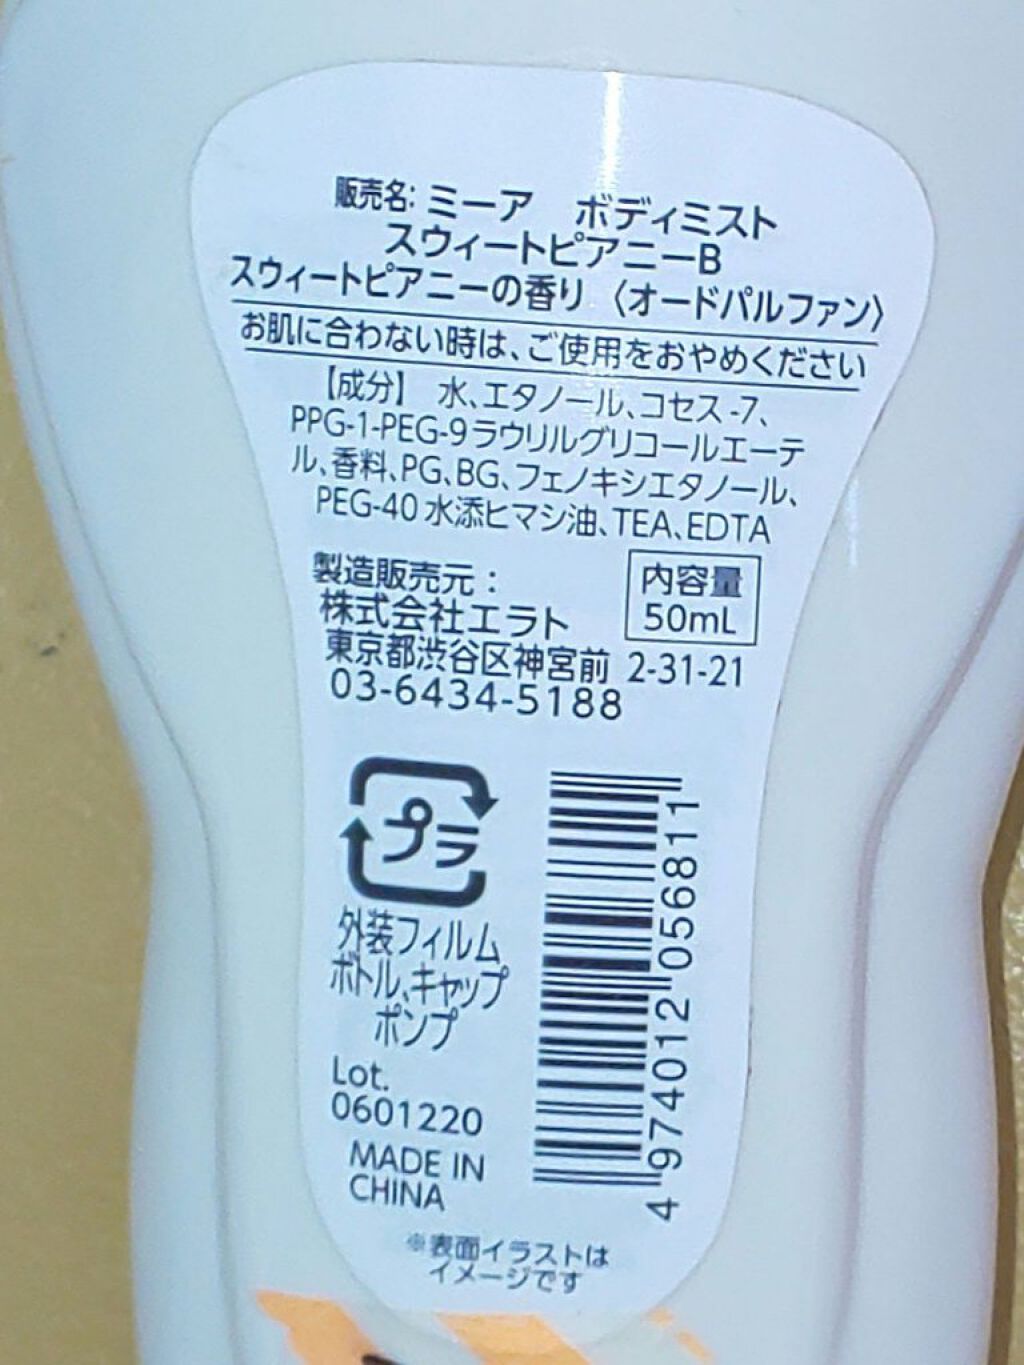 販売名: ミーア ボディミスト
スウィートピアニーB
スウィートピアニーの香り 〈オードパルファン〉
お肌に合わない時は、ご使用をおやめください
【成分】 水、エタノール、コセス-7、
PPG-1-PEG-9ラウリルグリコールエーテ
ル、香料、PG、BG、フェノキシエタノール、
PEG-40水添ヒマシ油、TEA、EDTA
製造販売元：
株式会社エラト
東京都渋谷区神宮前 2-31-21
03-6434-5188
内容量
50mL
プラ
外装フィルム
ボトル、キャップ
ポンプ
Lot.
0601220
MADE IN
CHINA
4 974012 056811
※表面イラストは
イメージです